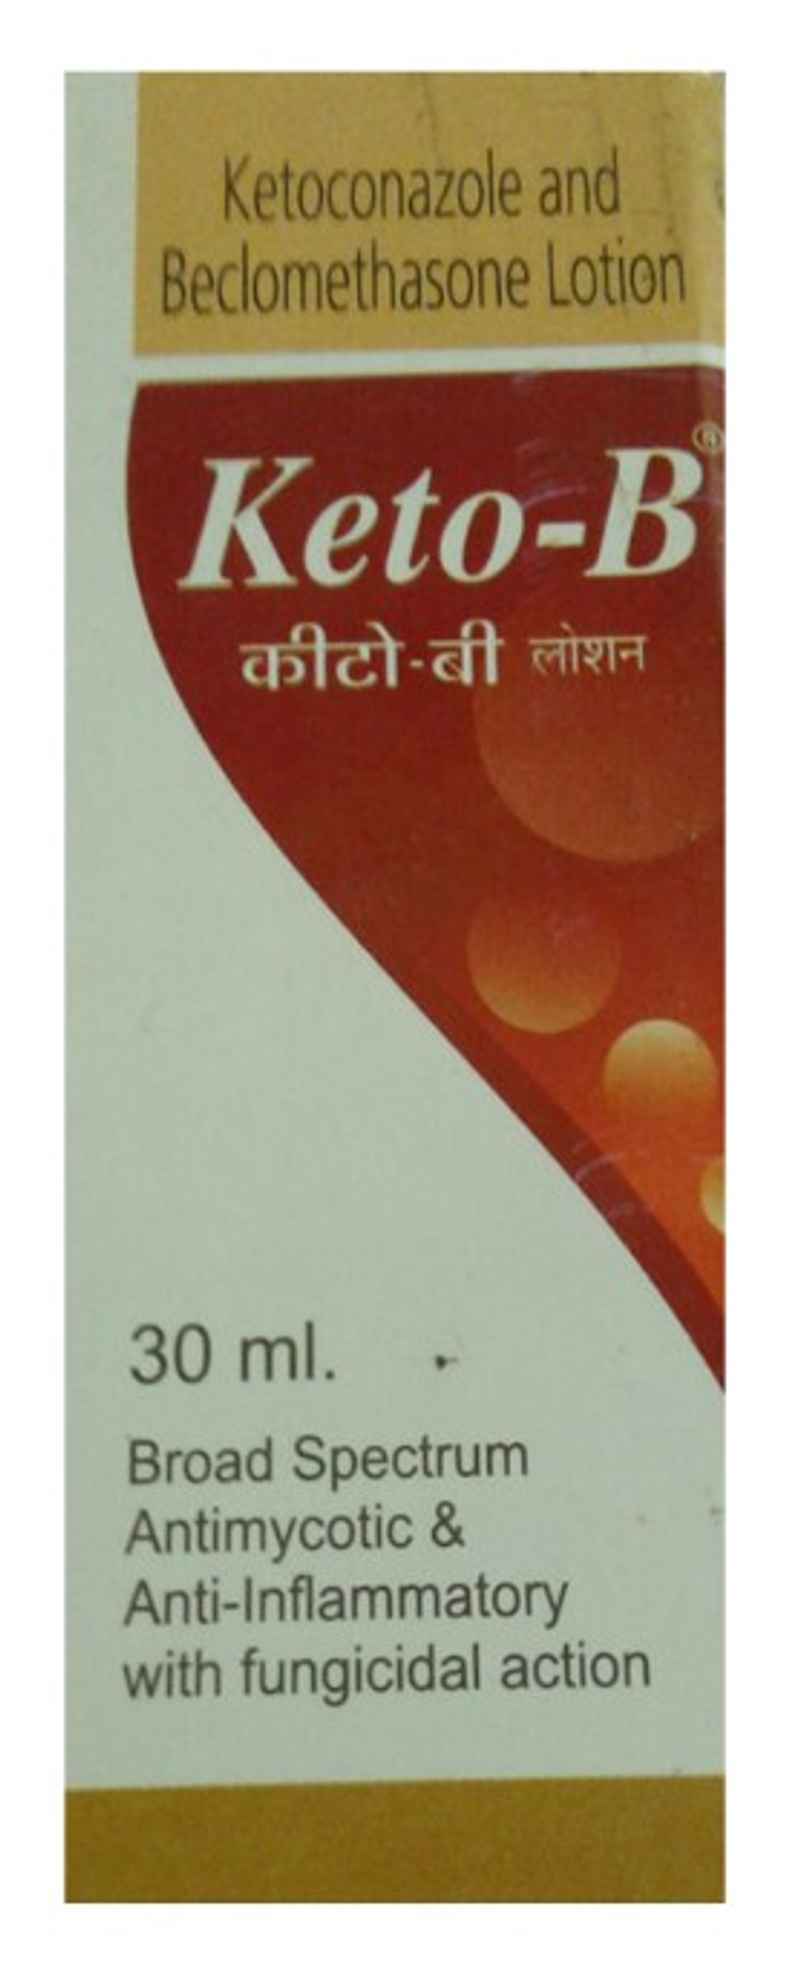 Ketoconazole and
Beclomethasone Lotion
Keto-B®
कीटो-बी लोशन
30 ml.
Broad Spectrum
Antimycotic &
Anti-Inflammatory
with fungicidal action